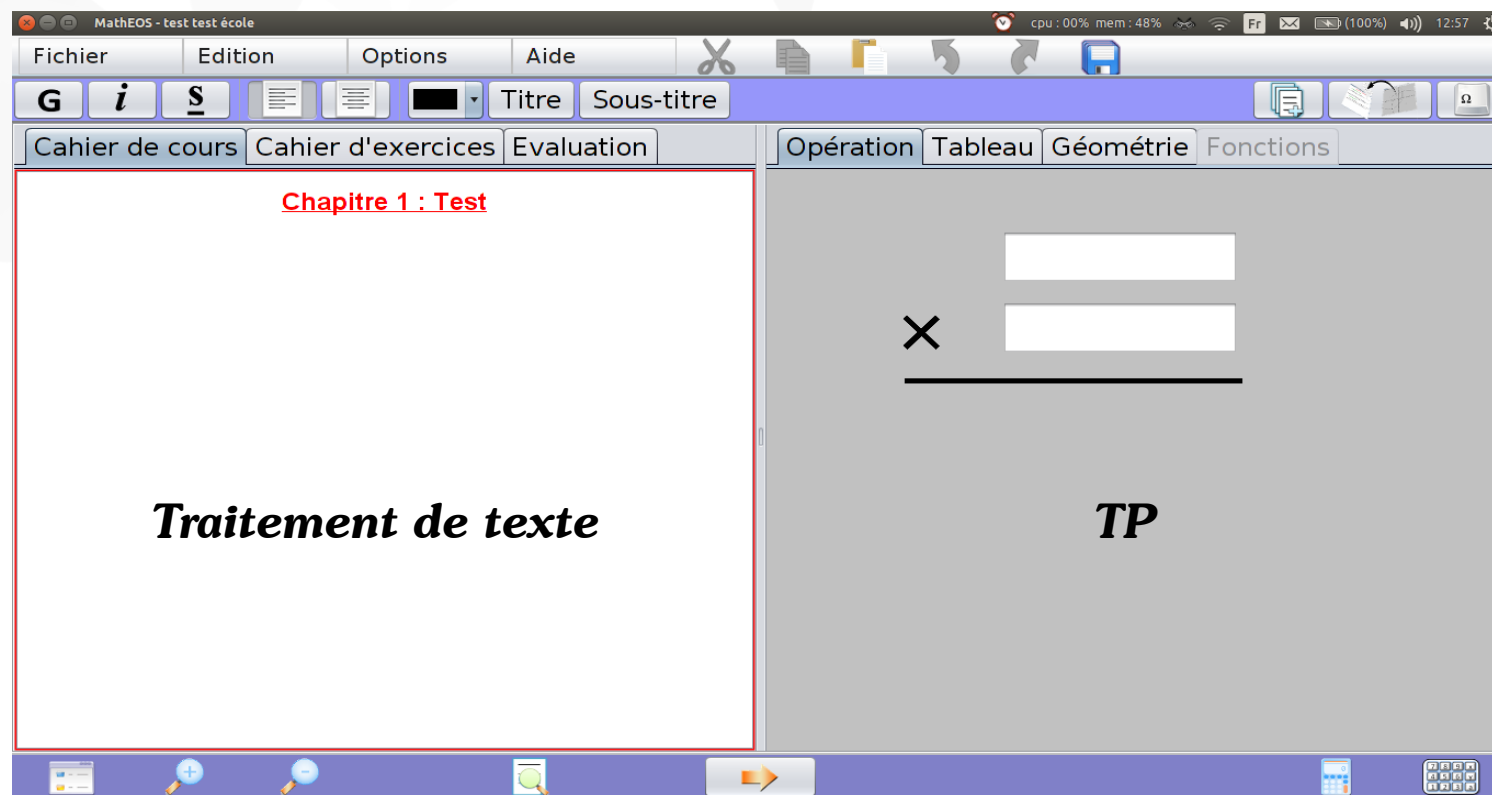 MathEOS - test test école
cpu : 00% mem : 48% Fr (100%) 12:57
Fichier Edition Options Aide
G i S Titre Sous-titre Ω
Cahier de cours Cahier d'exercices Evaluation
Opération Tableau Géométrie Fonctions
Chapitre 1 : Test
×
Traitement de texte
TP